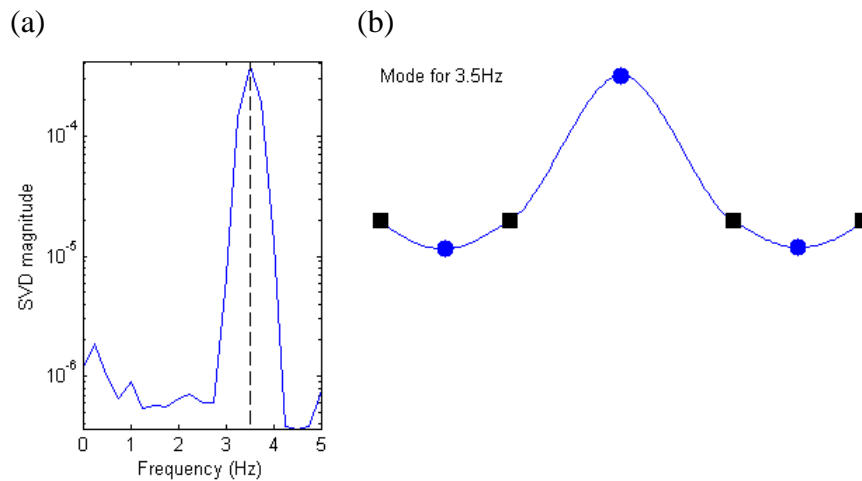 (a)
(b)
Mode for 3.5Hz
SVD magnitude
10^-4
10^-5
10^-6
0 1 2 3 4 5
Frequency (Hz)